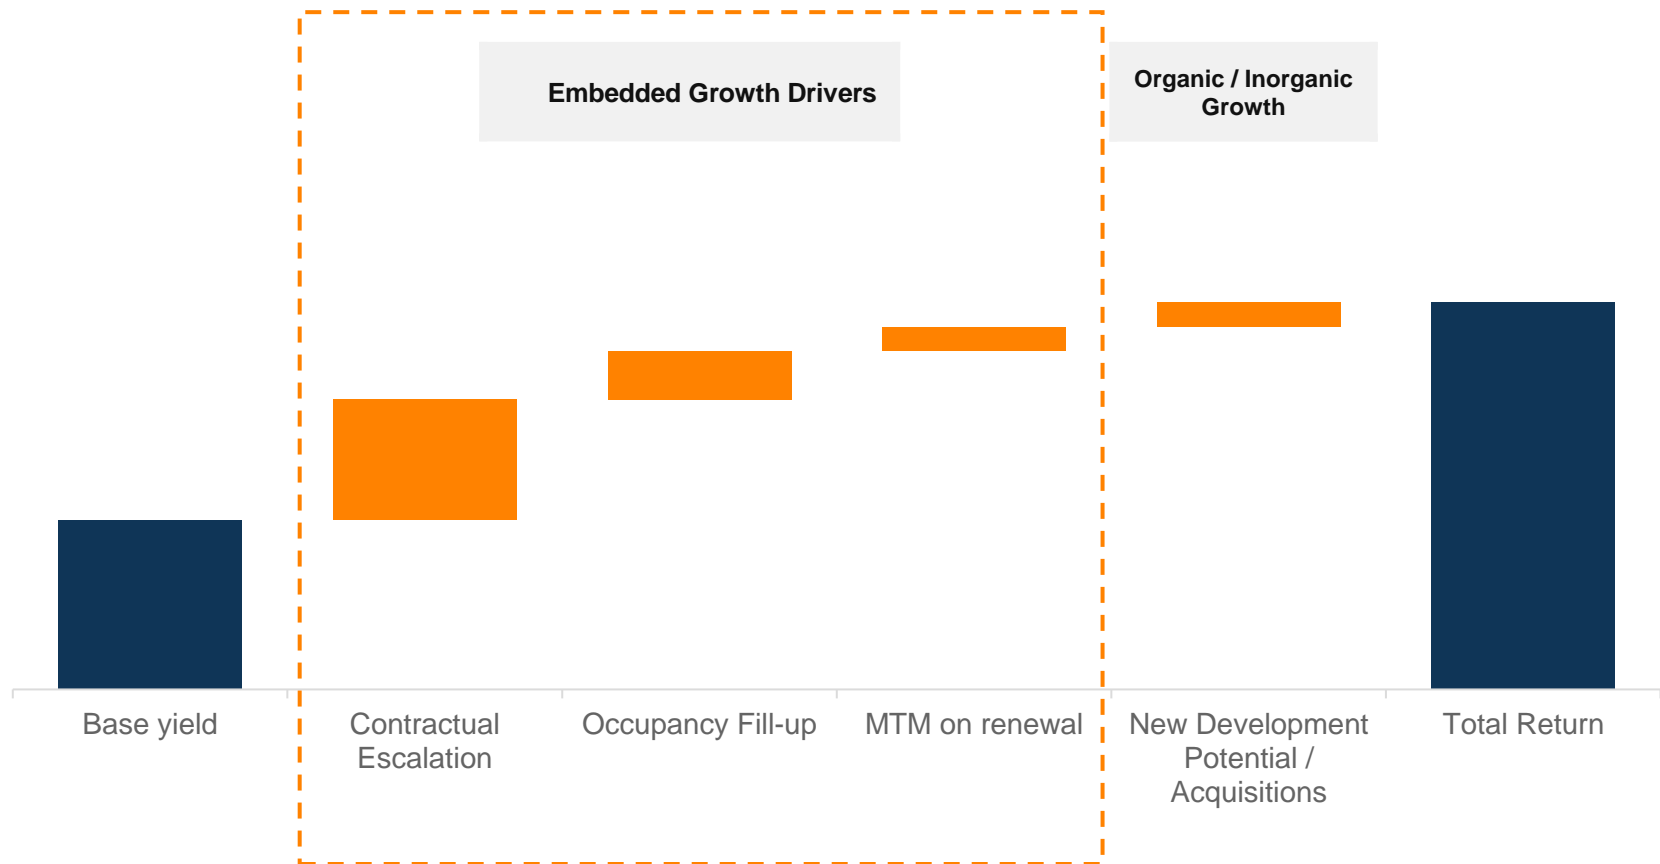 Embedded Growth Drivers
Organic / Inorganic
Growth
Base yield
Contractual
Escalation
Occupancy Fill-up
MTM on renewal
New Development
Potential /
Acquisitions
Total Return